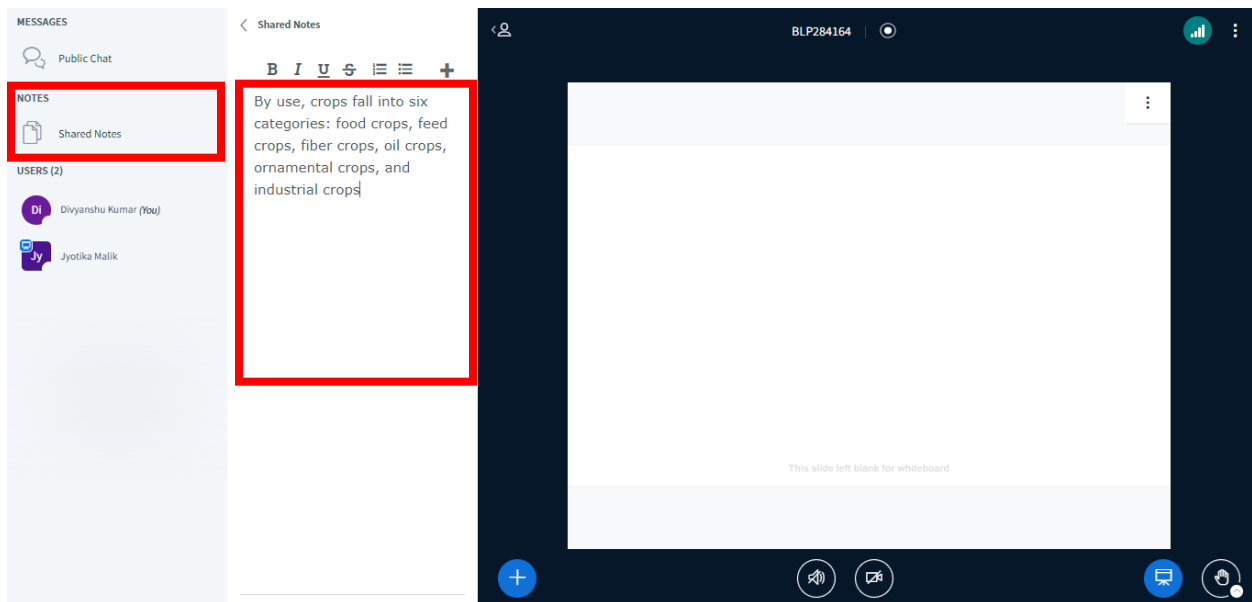 MESSAGES
Public Chat
NOTES
Shared Notes
USERS (2)
Di
Divyanshu Kumar (You)
Jy
Jyotika Malik
Shared Notes
B I U S
By use, crops fall into six
categories: food crops, feed
crops, fiber crops, oil crops,
ornamental crops, and
industrial crops
BLP284164
This slide left blank for whiteboard